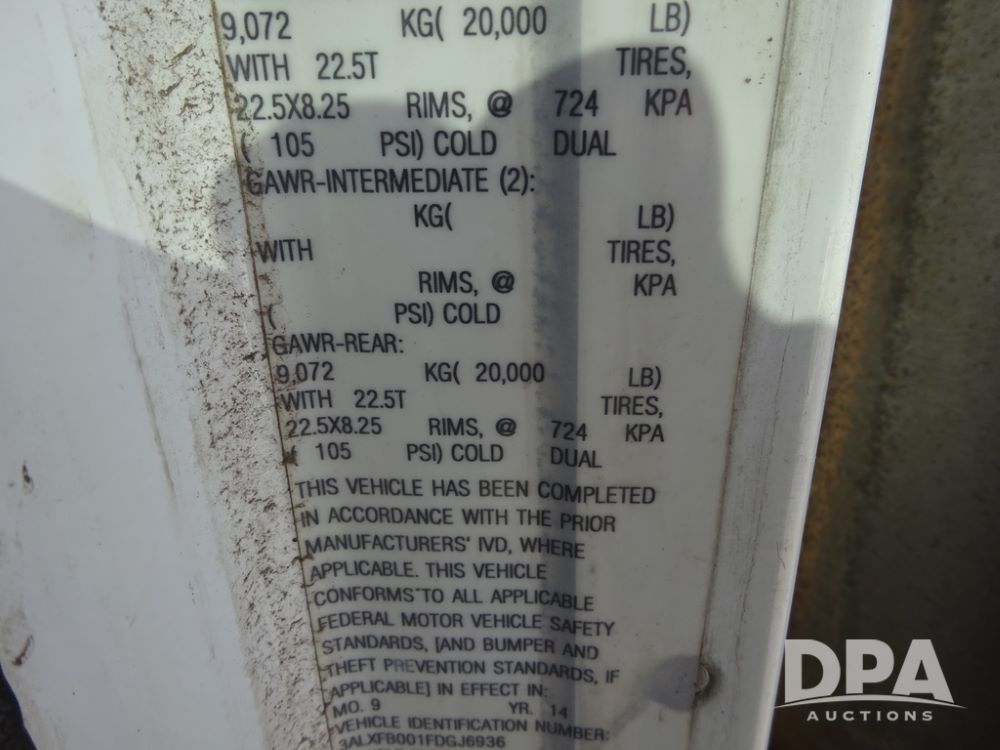 9,072 KG( 20,000 LB)
WITH 22.5T TIRES,
22.5X8.25 RIMS, @ 724 KPA
( 105 PSI) COLD DUAL
GAWR-INTERMEDIATE (2):
KG( LB)
WITH TIRES,
RIMS, @ KPA
( PSI) COLD
GAWR-REAR:
9,072 KG( 20,000 LB)
WITH 22.5T TIRES,
22.5X8.25 RIMS, @ 724 KPA
( 105 PSI) COLD DUAL
THIS VEHICLE HAS BEEN COMPLETED
IN ACCORDANCE WITH THE PRIOR
MANUFACTURERS' IVD, WHERE
APPLICABLE. THIS VEHICLE
CONFORMS TO ALL APPLICABLE
FEDERAL MOTOR VEHICLE SAFETY
STANDARDS, [AND BUMPER AND
THEFT PREVENTION STANDARDS, IF
APPLICABLE] IN EFFECT IN:
MO. 9 YR. 14
VEHICLE IDENTIFICATION NUMBER:
3ALXFB001FDGJ6936
DPA
AUCTIONS